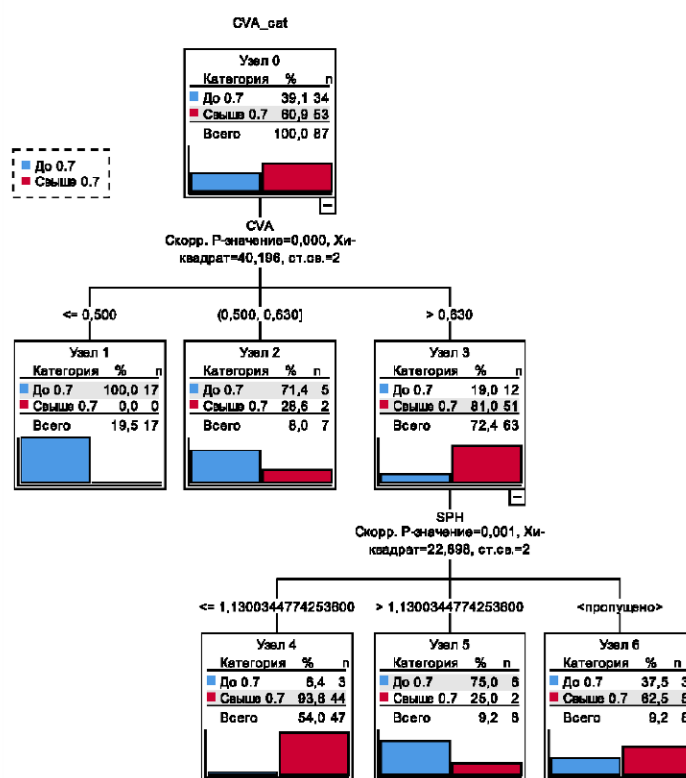 CVA_cat
Узел 0
Категория % n
До 0.7 39,1 34
Свыше 0.7 60,9 53
Всего 100,0 87
До 0.7
Свыше 0.7
CVA
Скорр. P-значение=0,000, Хи-
квадрат=40,196, ст.св.=2
<= 0,500
(0,500, 0,630]
> 0,630
Узел 1
Категория % n
До 0.7 100,0 17
Свыше 0.7 0,0 0
Всего 19,5 17
Узел 2
Категория % n
До 0.7 71,4 5
Свыше 0.7 28,6 2
Всего 8,0 7
Узел 3
Категория % n
До 0.7 19,0 12
Свыше 0.7 81,0 51
Всего 72,4 63
SPH
Скорр. P-значение=0,001, Хи-
квадрат=22,898, ст.св.=2
<= 1,1300344774253800
> 1,1300344774253800
<пропущено>
Узел 4
Категория % n
До 0.7 6,4 3
Свыше 0.7 93,6 44
Всего 54,0 47
Узел 5
Категория % n
До 0.7 75,0 6
Свыше 0.7 25,0 2
Всего 9,2 8
Узел 6
Категория % n
До 0.7 37,5 3
Свыше 0.7 62,5 5
Всего 9,2 8